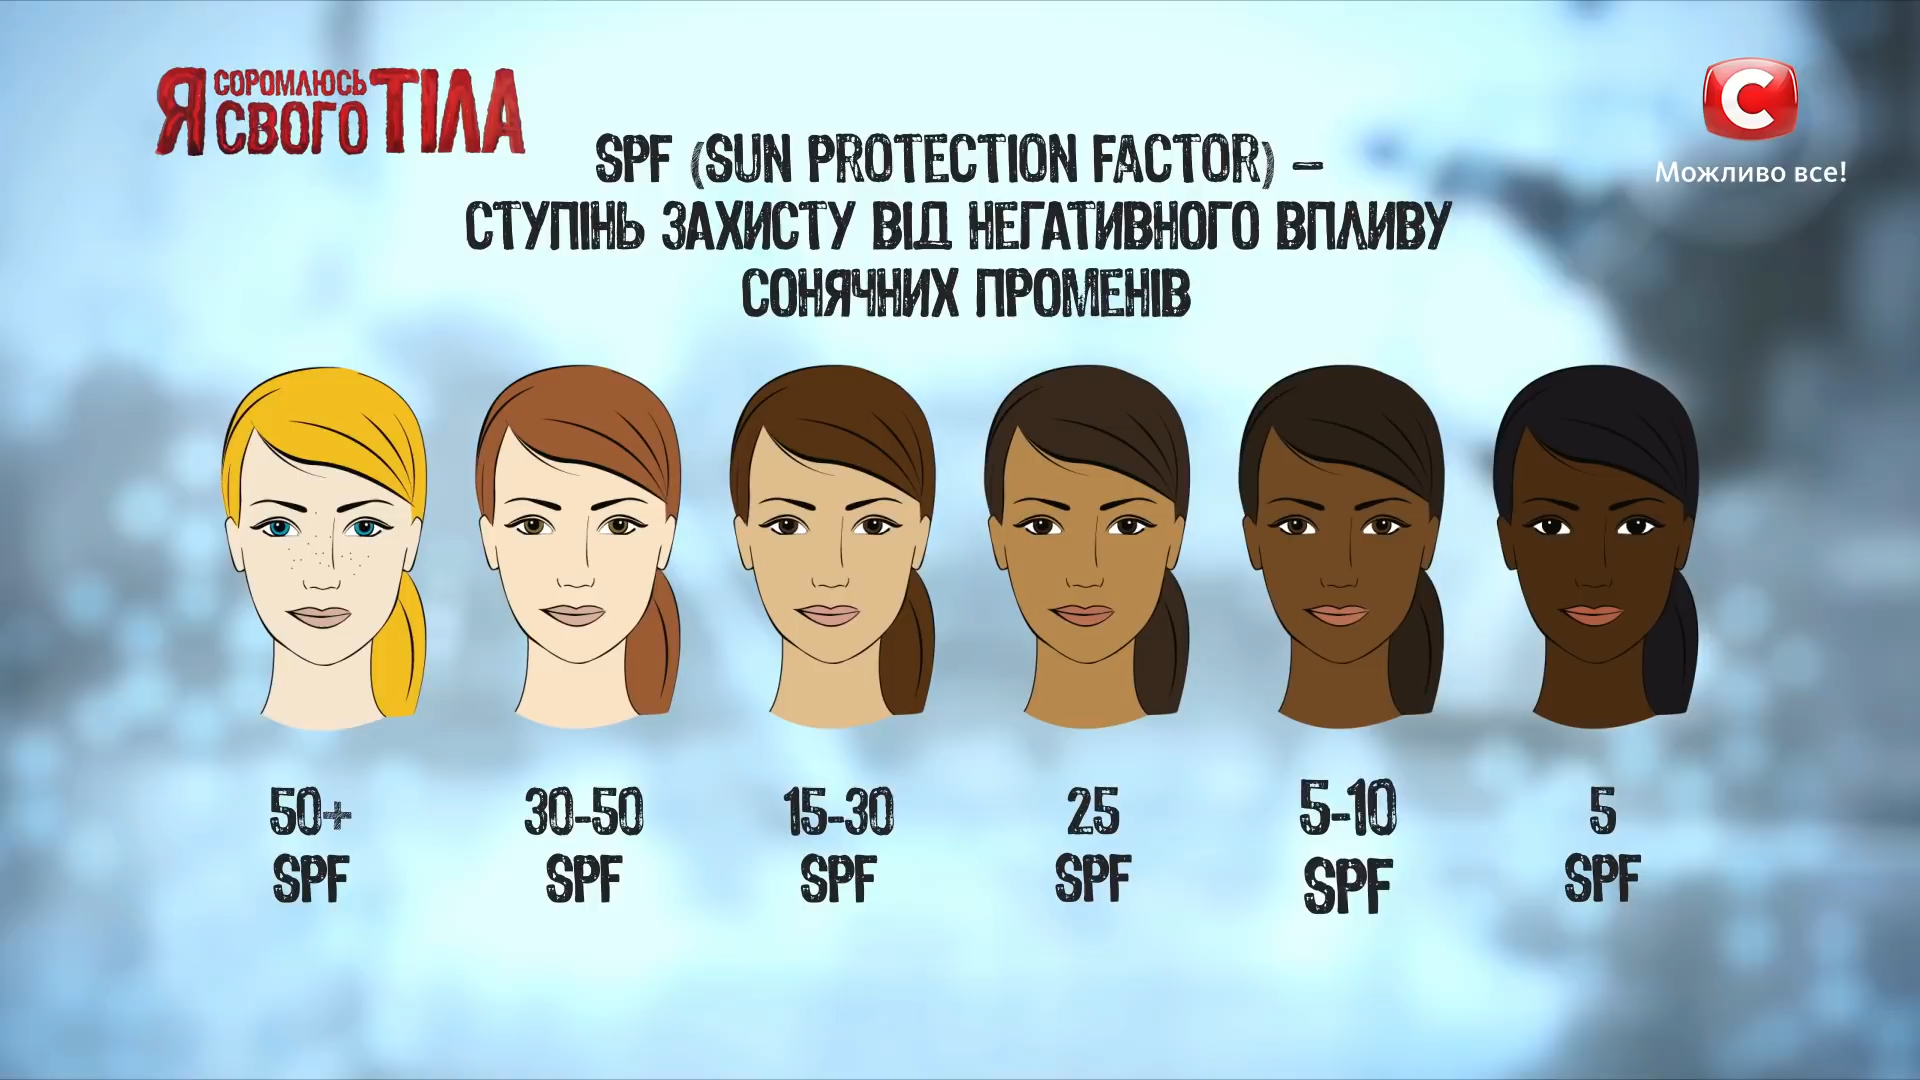 Я СОРОМЛЮСЬ СВОГО ТІЛА
С
Можливо все!
SPF (SUN PROTECTION FACTOR) –
СТУПІНЬ ЗАХИСТУ ВІД НЕГАТИВНОГО ВПЛИВУ
СОНЯЧНИХ ПРОМЕНІВ
50+ SPF
30-50 SPF
15-30 SPF
25 SPF
5-10 SPF
5 SPF